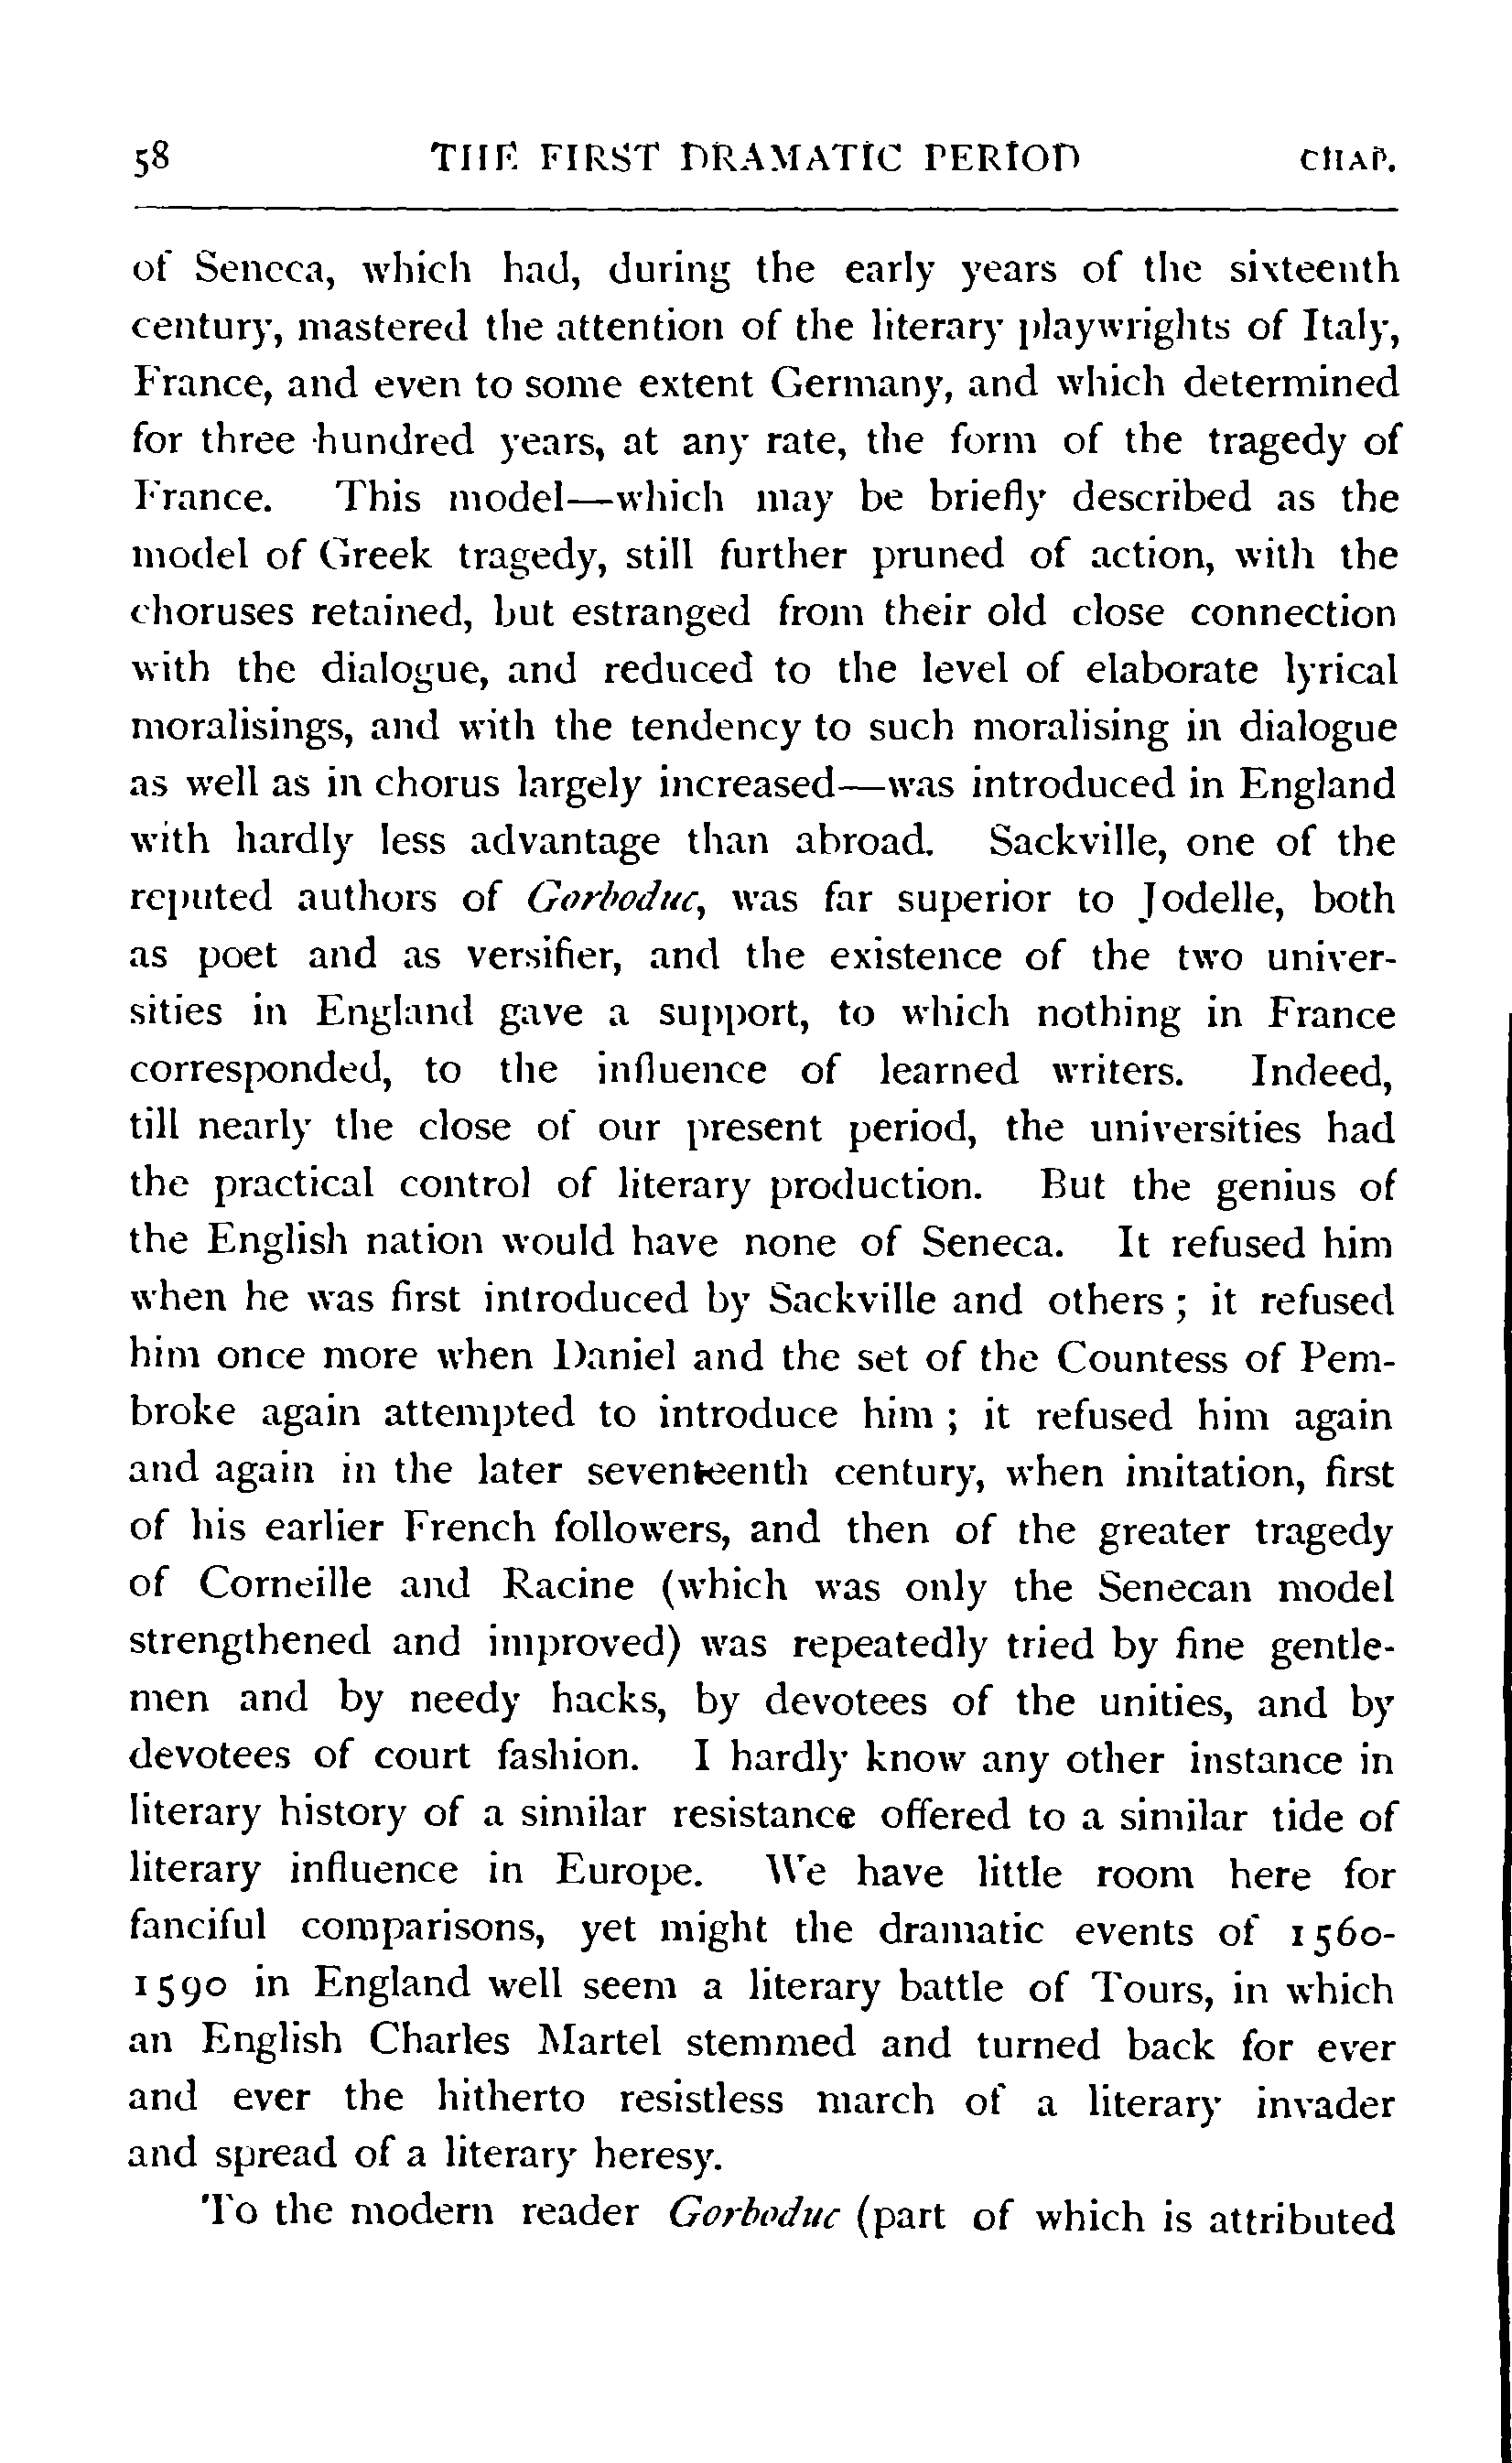 58 THE FIRST DRAMATIC PERIOD CHAP.
of Seneca, which had, during the early years of the sixteenth
century, mastered the attention of the literary playwrights of Italy,
France, and even to some extent Germany, and which determined
for three hundred years, at any rate, the form of the tragedy of
France. This model—which may be briefly described as the
model of Greek tragedy, still further pruned of action, with the
choruses retained, but estranged from their old close connection
with the dialogue, and reduced to the level of elaborate lyrical
moralisings, and with the tendency to such moralising in dialogue
as well as in chorus largely increased—was introduced in England
with hardly less advantage than abroad. Sackville, one of the
reputed authors of Gorboduc, was far superior to Jodelle, both
as poet and as versifier, and the existence of the two univer-
sities in England gave a support, to which nothing in France
corresponded, to the influence of learned writers. Indeed,
till nearly the close of our present period, the universities had
the practical control of literary production. But the genius of
the English nation would have none of Seneca. It refused him
when he was first introduced by Sackville and others ; it refused
him once more when Daniel and the set of the Countess of Pem-
broke again attempted to introduce him ; it refused him again
and again in the later seventeenth century, when imitation, first
of his earlier French followers, and then of the greater tragedy
of Corneille and Racine (which was only the Senecan model
strengthened and improved) was repeatedly tried by fine gentle-
men and by needy hacks, by devotees of the unities, and by
devotees of court fashion. I hardly know any other instance in
literary history of a similar resistance offered to a similar tide of
literary influence in Europe. We have little room here for
fanciful comparisons, yet might the dramatic events of 1560-
1590 in England well seem a literary battle of Tours, in which
an English Charles Martel stemmed and turned back for ever
and ever the hitherto resistless march of a literary invader
and spread of a literary heresy.
To the modern reader Gorboduc (part of which is attributed